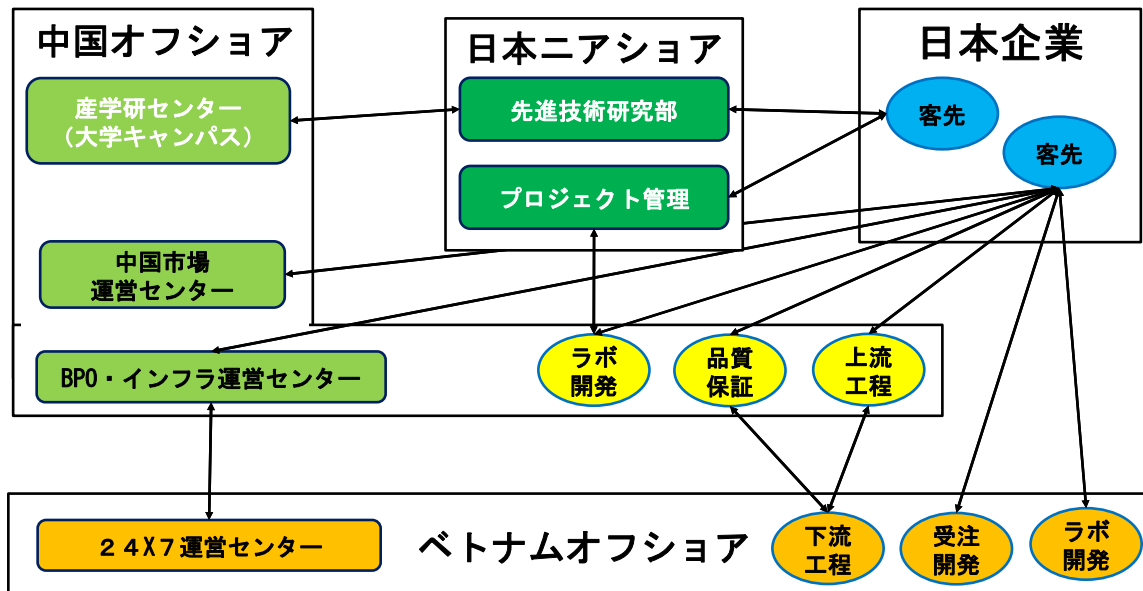 中国オフショア
産学研センター
（大学キャンパス）
中国市場
運営センター
BPO・インフラ運営センター
日本ニアショア
先進技術研究部
プロジェクト管理
日本企業
客先
客先
ラボ
開発
品質
保証
上流
工程
２４X７運営センター
ベトナムオフショア
下流
工程
受注
開発
ラボ
開発